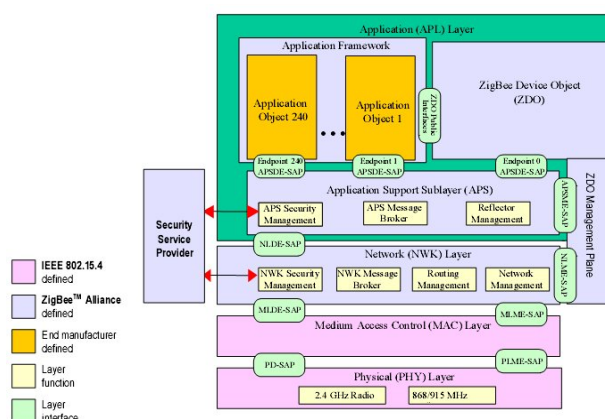 Application (APL) Layer
Application Framework
Application
Object 240
...
Application
Object 1
ZDO Public
Interfaces
ZigBee Device Object
(ZDO)
Endpoint 240
APSDE-SAP
Endpoint 1
APSDE-SAP
Endpoint 0
APSDE-SAP
Application Support Sublayer (APS)
APS Security
Management
APS Message
Broker
Reflector
Management
APSME-SAP
ZDO Management Plane
Security
Service
Provider
NLDE-SAP
Network (NWK) Layer
NWK Security
Management
NWK Message
Broker
Routing
Management
Network
Management
NLME-SAP
MLDE-SAP
MLME-SAP
Medium Access Control (MAC) Layer
PD-SAP
PLME-SAP
Physical (PHY) Layer
2.4 GHz Radio
868/915 MHz
IEEE 802.15.4
defined
ZigBee™ Alliance
defined
End manufacturer
defined
Layer
function
Layer
interface